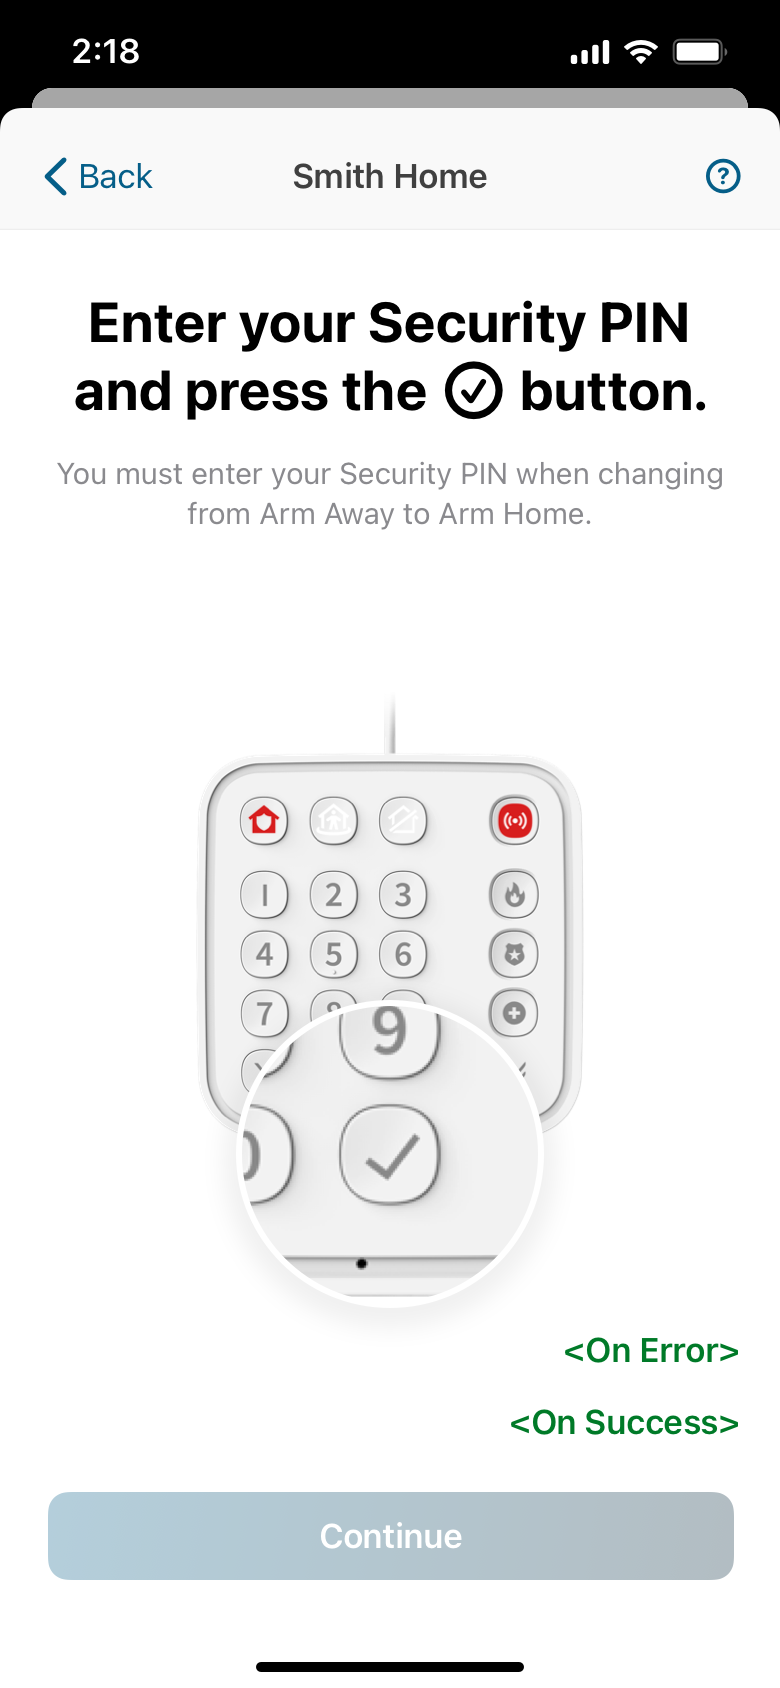 2:18
Back
Smith Home
?
Enter your Security PIN
and press the button.
You must enter your Security PIN when changing
from Arm Away to Arm Home.
1 2 3
4 5 6
7
9
0
<On Error>
<On Success>
Continue